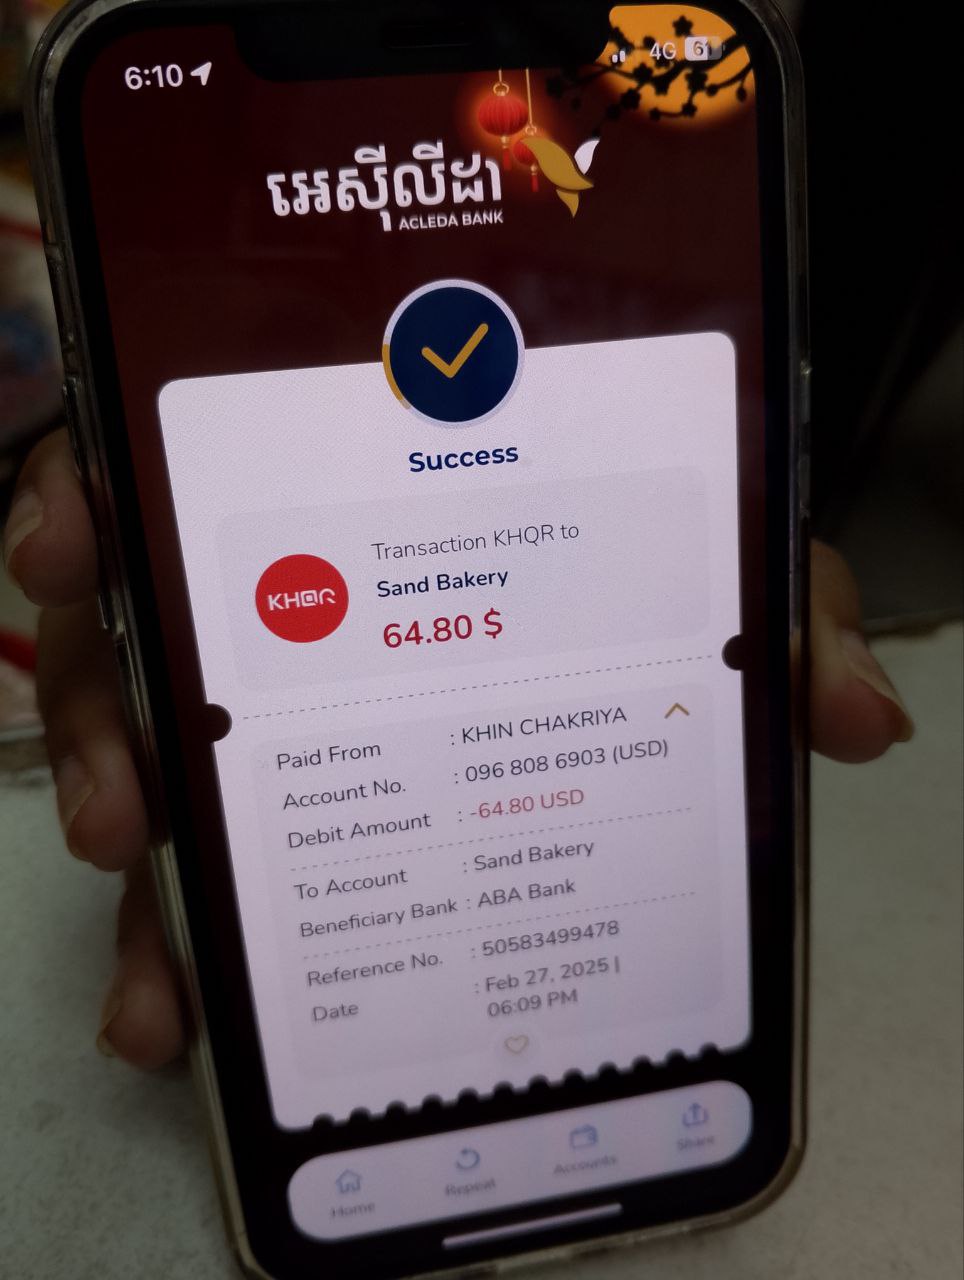 6:10
4G 61
អេស៊ីលីដា
ACLEDA BANK
Success
KHQR
Transaction KHQR to
Sand Bakery
64.80 $
Paid From : KHIN CHAKRIYA
Account No. : 096 808 6903 (USD)
Debit Amount : -64.80 USD
To Account : Sand Bakery
Beneficiary Bank : ABA Bank
Reference No. : 50583499478
Date : Feb 27, 2025 |
06:09 PM
Home Repeat Accounts Share